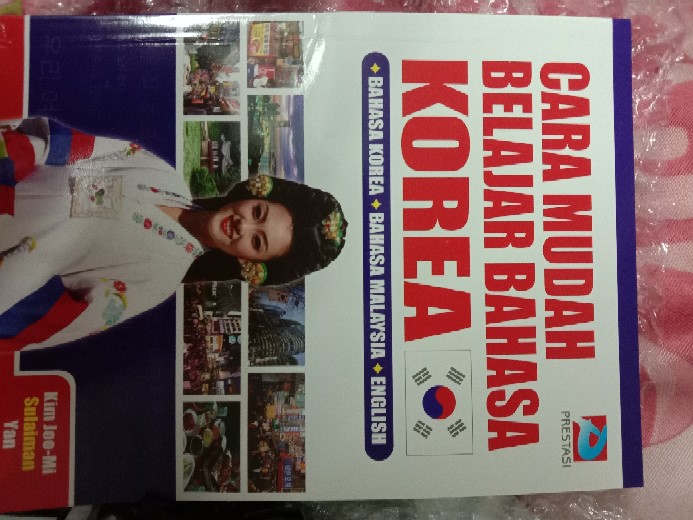 PRESTASI
CARA MUDAH
BELAJAR BAHASA
KOREA
BAHASA KOREA ✦ BAHASA MALAYSIA ✦ ENGLISH
Kim Joo-Mi
Sulaiman
Yan